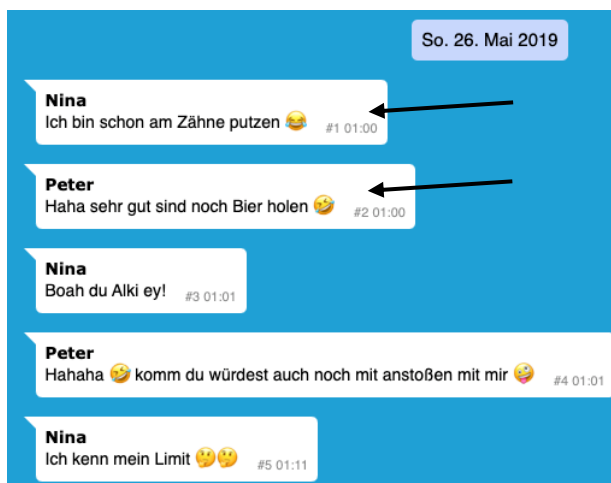 So. 26. Mai 2019
Nina
Ich bin schon am Zähne putzen 😂 #1 01:00
Peter
Haha sehr gut sind noch Bier holen 🤣 #2 01:00
Nina
Boah du Alki ey! #3 01:01
Peter
Hahaha 🤣 komm du würdest auch noch mit anstoßen mit mir 🤪 #4 01:01
Nina
Ich kenn mein Limit 🤔🤔 #5 01:11